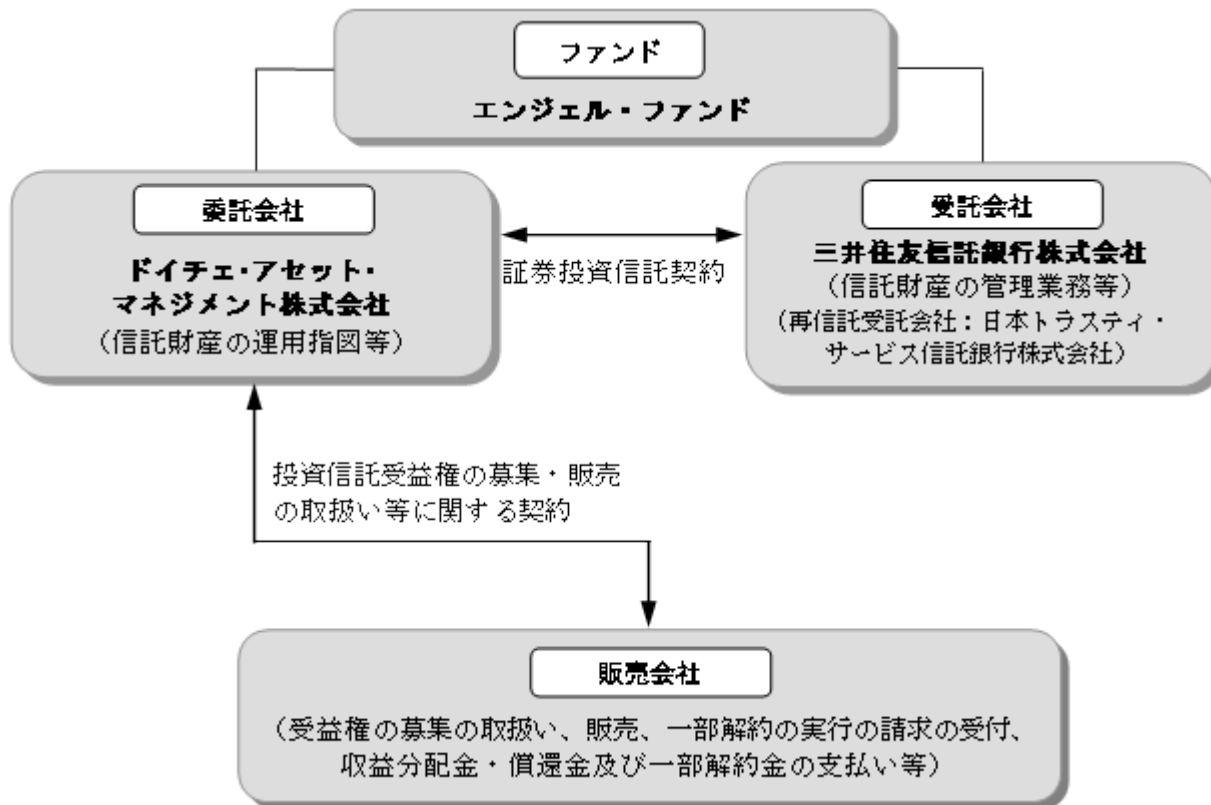 ファンド
エンジェル・ファンド
委託会社
ドイチェ・アセット・
マネジメント株式会社
（信託財産の運用指図等）
証券投資信託契約
受託会社
三井住友信託銀行株式会社
（信託財産の管理業務等）
（再信託受託会社：日本トラスティ・
サービス信託銀行株式会社）
投資信託受益権の募集・販売
の取扱い等に関する契約
販売会社
（受益権の募集の取扱い、販売、一部解約の実行の請求の受付、
収益分配金・償還金及び一部解約金の支払い等）